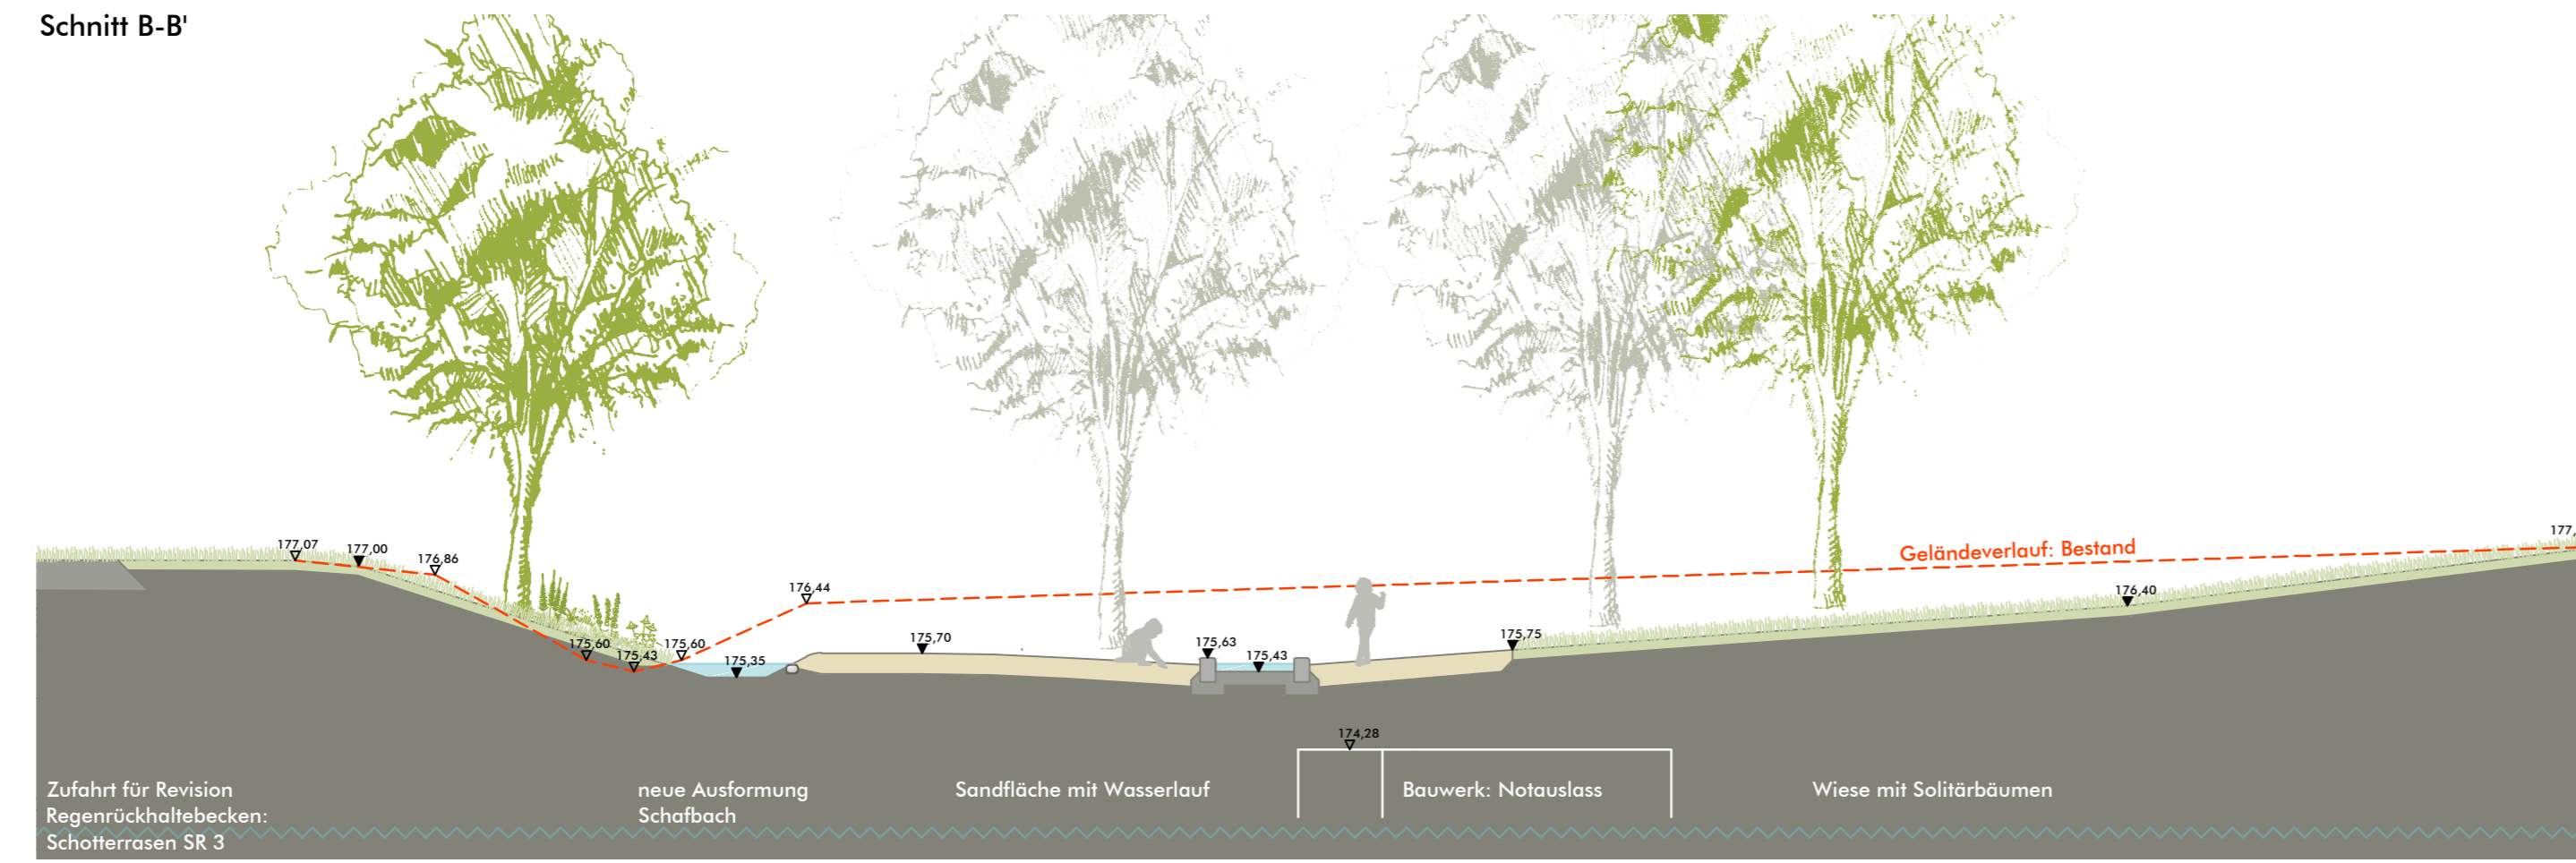 Schnitt B-B'
177,07
177,00
176,86
175,60
175,43
175,60
175,35
176,44
175,70
175,63
175,43
175,75
Geländeverlauf: Bestand
176,40
177,
174,28
Zufahrt für Revision
Regenrückhaltebecken:
Schotterrasen SR 3
neue Ausformung
Schafbach
Sandfläche mit Wasserlauf
Bauwerk: Notauslass
Wiese mit Solitärbäumen